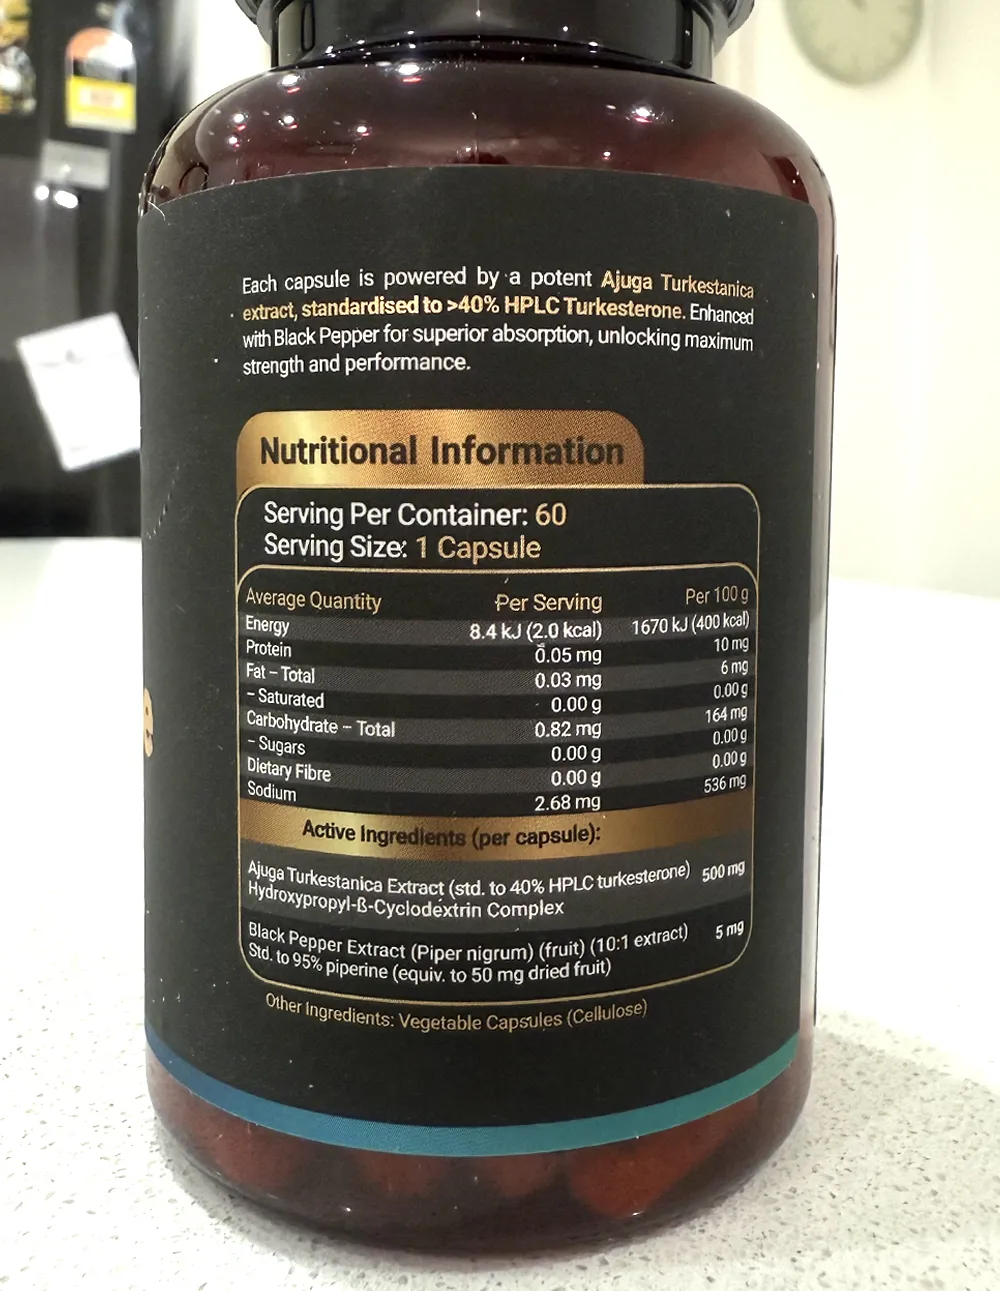 Each capsule is powered by a potent Ajuga Turkestanica
extract, standardised to >40% HPLC Turkesterone. Enhanced
with Black Pepper for superior absorption, unlocking maximum
strength and performance.
Nutritional Information
Serving Per Container: 60
Serving Size: 1 Capsule
Average Quantity Per Serving Per 100 g
Energy 8.4 kJ (2.0 kcal) 1670 kJ (400 kcal)
Protein 0.05 mg 10 mg
Fat – Total 0.03 mg 6 mg
– Saturated 0.00 g 0.00 g
Carbohydrate – Total 0.82 mg 164 mg
– Sugars 0.00 g 0.00 g
Dietary Fibre 0.00 g 0.00 g
Sodium 2.68 mg 536 mg
Active Ingredients (per capsule):
Ajuga Turkestanica Extract (std. to 40% HPLC turkesterone) 500 mg
Hydroxypropyl-ß-Cyclodextrin Complex
Black Pepper Extract (Piper nigrum) (fruit) (10:1 extract) 5 mg
Std. to 95% piperine (equiv. to 50 mg dried fruit)
Other Ingredients: Vegetable Capsules (Cellulose)